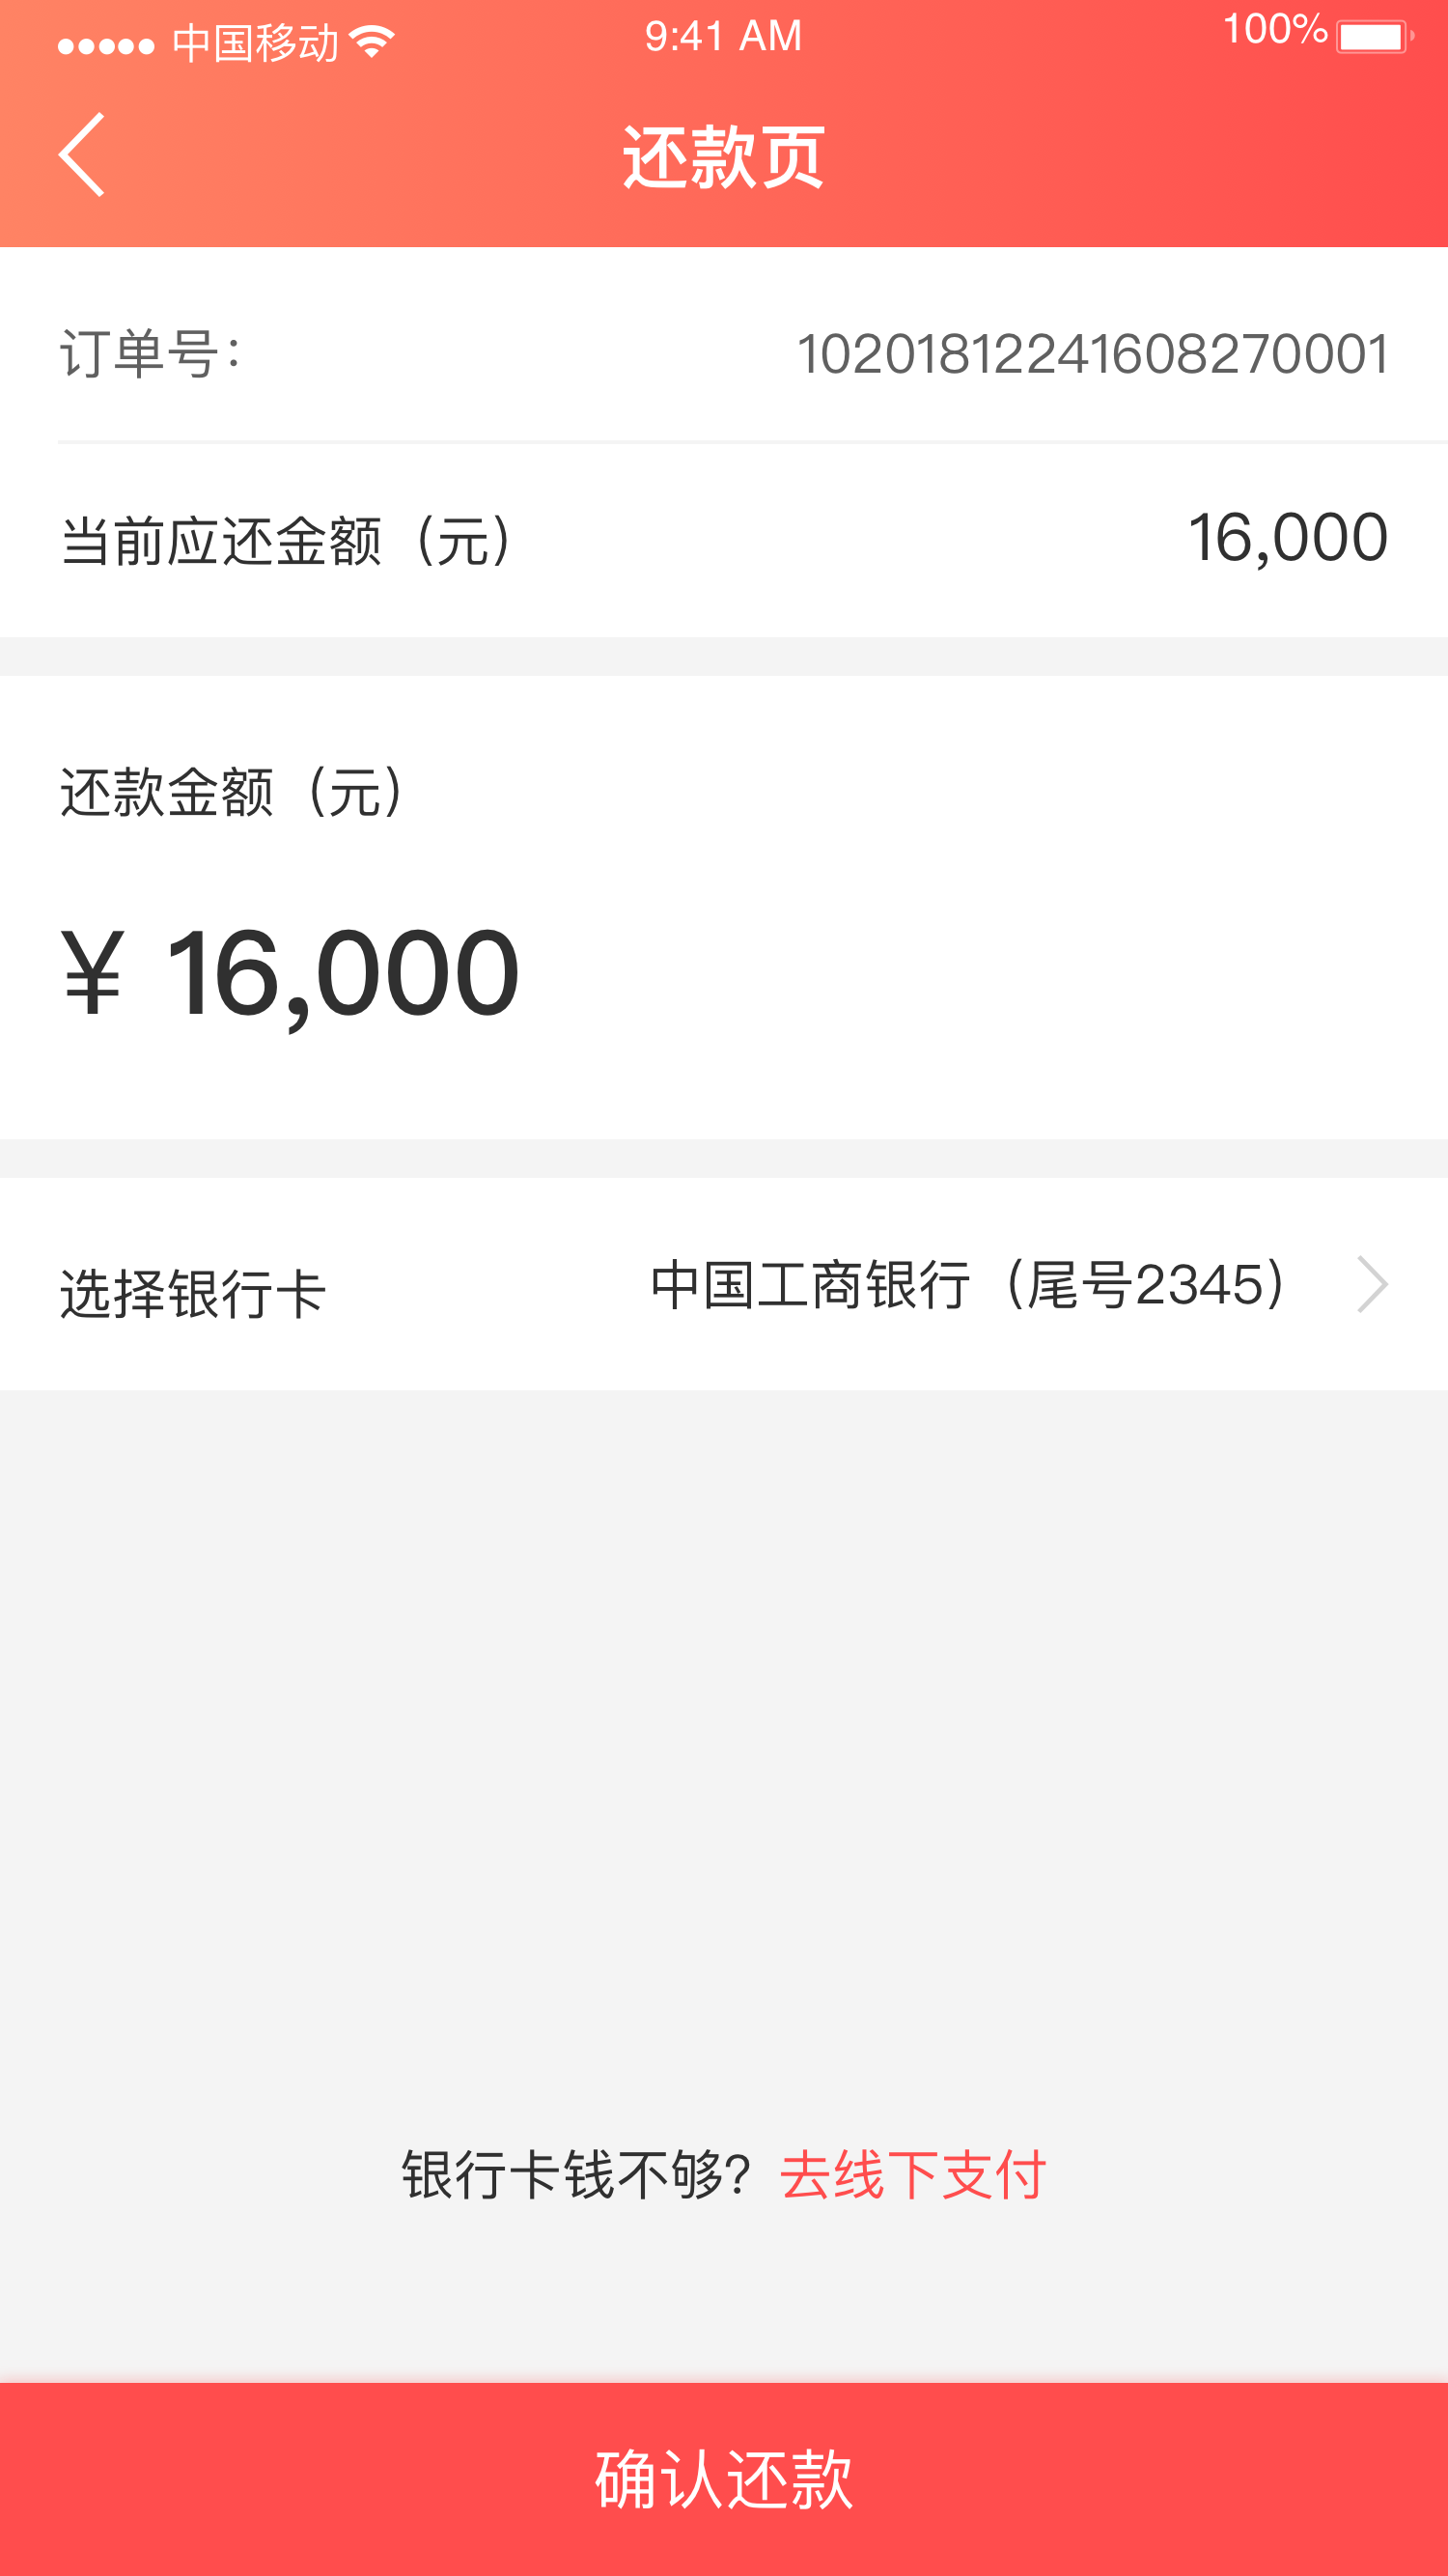 中国移动 9:41 AM 100%
还款页
订单号： 10201812241608270001
当前应还金额（元） 16,000
还款金额（元）
¥ 16,000
选择银行卡 中国工商银行（尾号2345）
银行卡钱不够？去线下支付
确认还款